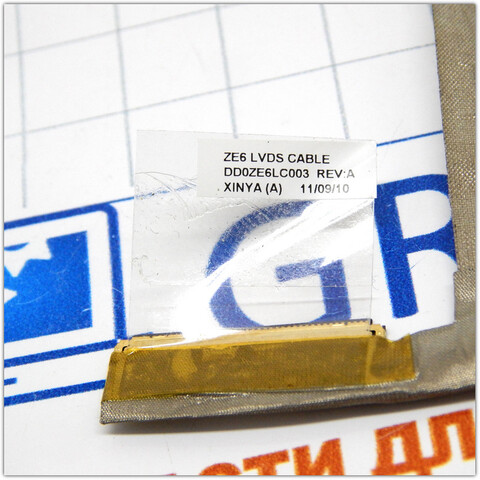 ZE6 LVDS CABLE
DD0ZE6LC003 REV:A
XINYA (A) 11/09/10
GR
СТИ ДЛ